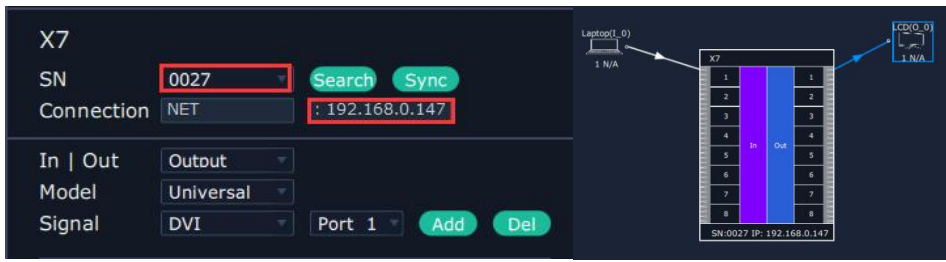 X7
SN 0027 Search Sync
Connection NET : 192.168.0.147
In | Out Output
Model Universal
Signal DVI Port 1 Add Del
Laptop(I_0)
1 N/A
LCD(O_0)
1 N/A
X7
1 1
2 2
3 3
4 4
In Out
5 5
6 6
7 7
8 8
SN:0027 IP: 192.168.0.147